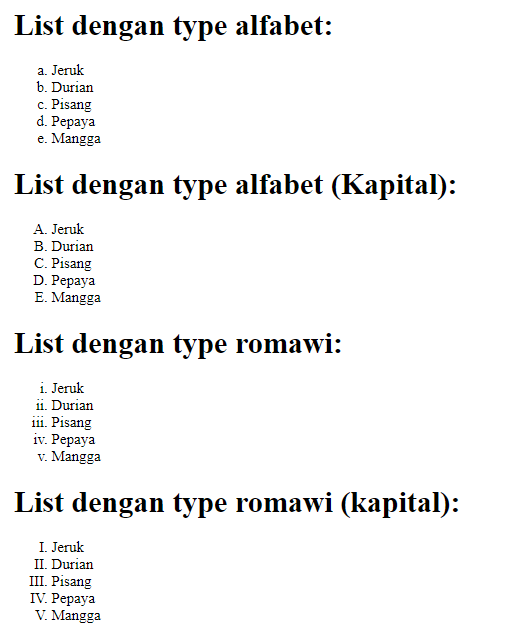 List dengan type alfabet:
a. Jeruk
b. Durian
c. Pisang
d. Pepaya
e. Mangga
List dengan type alfabet (Kapital):
A. Jeruk
B. Durian
C. Pisang
D. Pepaya
E. Mangga
List dengan type romawi:
i. Jeruk
ii. Durian
iii. Pisang
iv. Pepaya
v. Mangga
List dengan type romawi (kapital):
I. Jeruk
II. Durian
III. Pisang
IV. Pepaya
V. Mangga